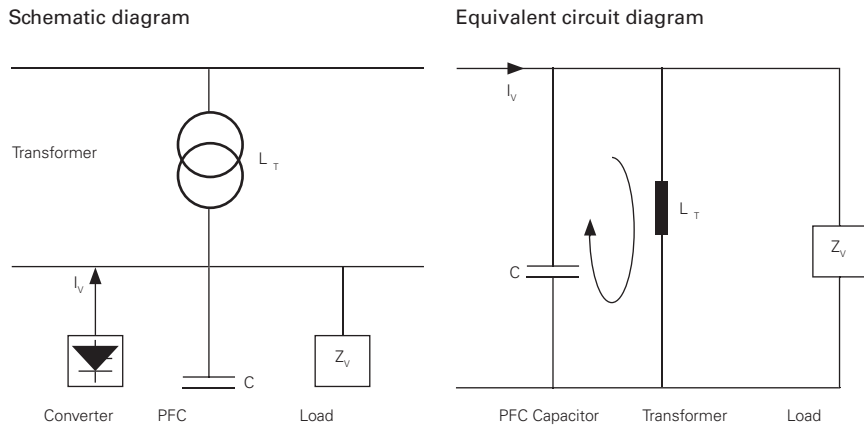 Schematic diagram
Transformer
L T
I V
Z V
C
Converter PFC Load
Equivalent circuit diagram
I V
L T
C
Z V
PFC Capacitor Transformer Load